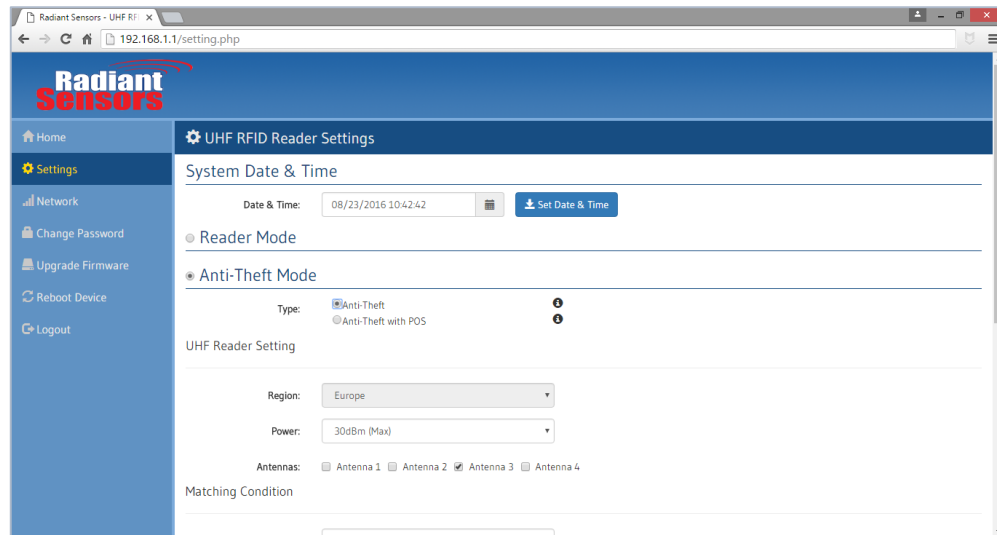 Radiant Sensors - UHF RF
192.168.1.1/setting.php
Radiant
Sensors
Home
Settings
Network
Change Password
Upgrade Firmware
Reboot Device
Logout
UHF RFID Reader Settings
System Date & Time
Date & Time: 08/23/2016 10:42:42 Set Date & Time
Reader Mode
Anti-Theft Mode
Type: Anti-Theft
Anti-Theft with POS
UHF Reader Setting
Region: Europe
Power: 30dBm (Max)
Antennas: Antenna 1 Antenna 2 Antenna 3 Antenna 4
Matching Condition